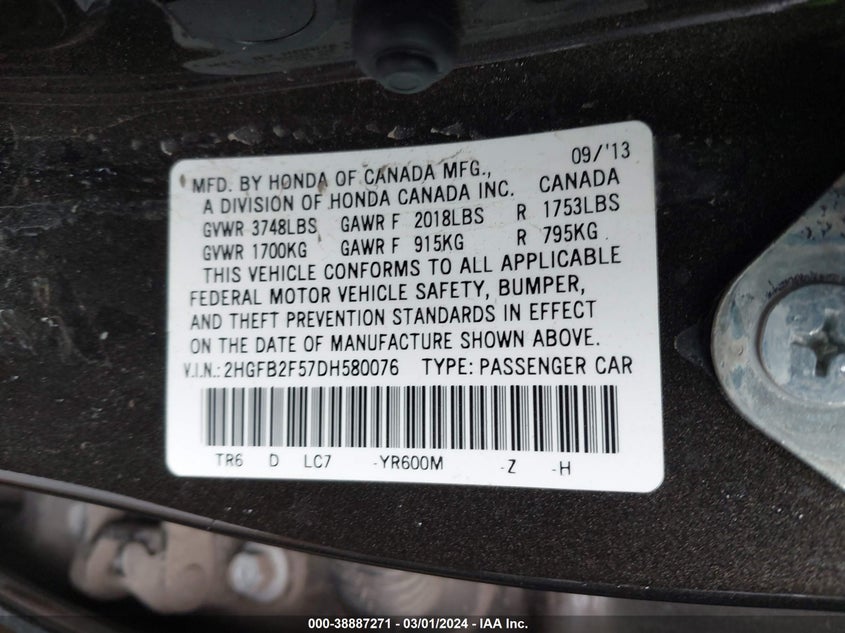 09/'13
MFD. BY HONDA OF CANADA MFG.,
A DIVISION OF HONDA CANADA INC. CANADA
GVWR 3748LBS GAWR F 2018LBS R 1753LBS
GVWR 1700KG GAWR F 915KG R 795KG
THIS VEHICLE CONFORMS TO ALL APPLICABLE
FEDERAL MOTOR VEHICLE SAFETY, BUMPER,
AND THEFT PREVENTION STANDARDS IN EFFECT
ON THE DATE OF MANUFACTURE SHOWN ABOVE.
V.I.N.: 2HGFB2F57DH580076 TYPE: PASSENGER CAR
TR6 D LC7 -YR600M -Z -H
000-38887271 - 03/01/2024 - IAA Inc.